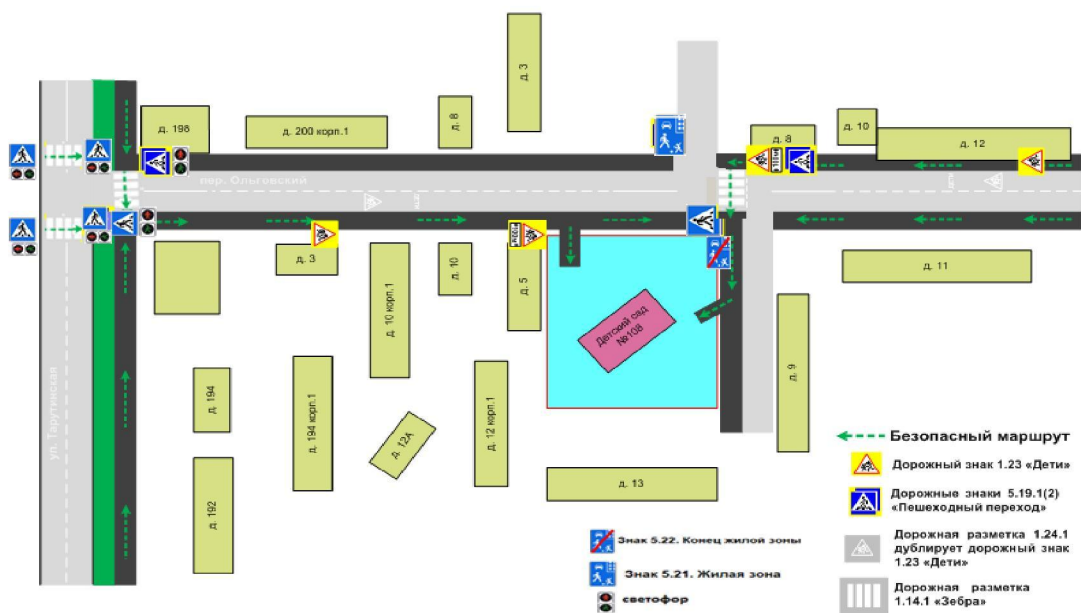 д. 3
д. 8
д. 10
д. 198
д. 200 корп.1
д. 8
д. 12
пер. Ольговский
100м
100м
д. 3
д. 10
д. 5
д. 11
д. 10 корп.1
Детский сад
№108
д. 9
ул. Тарутинская
д. 194
д. 194 корп.1
д. 12А
д. 12 корп.1
д. 192
д. 13
Безопасный маршрут
Дорожный знак 1.23 «Дети»
Дорожные знаки 5.19.1(2)
«Пешеходный переход»
Дорожная разметка 1.24.1
дублирует дорожный знак
1.23 «Дети»
Дорожная разметка
1.14.1 «Зебра»
Знак 5.22. Конец жилой зоны
Знак 5.21. Жилая зона
светофор